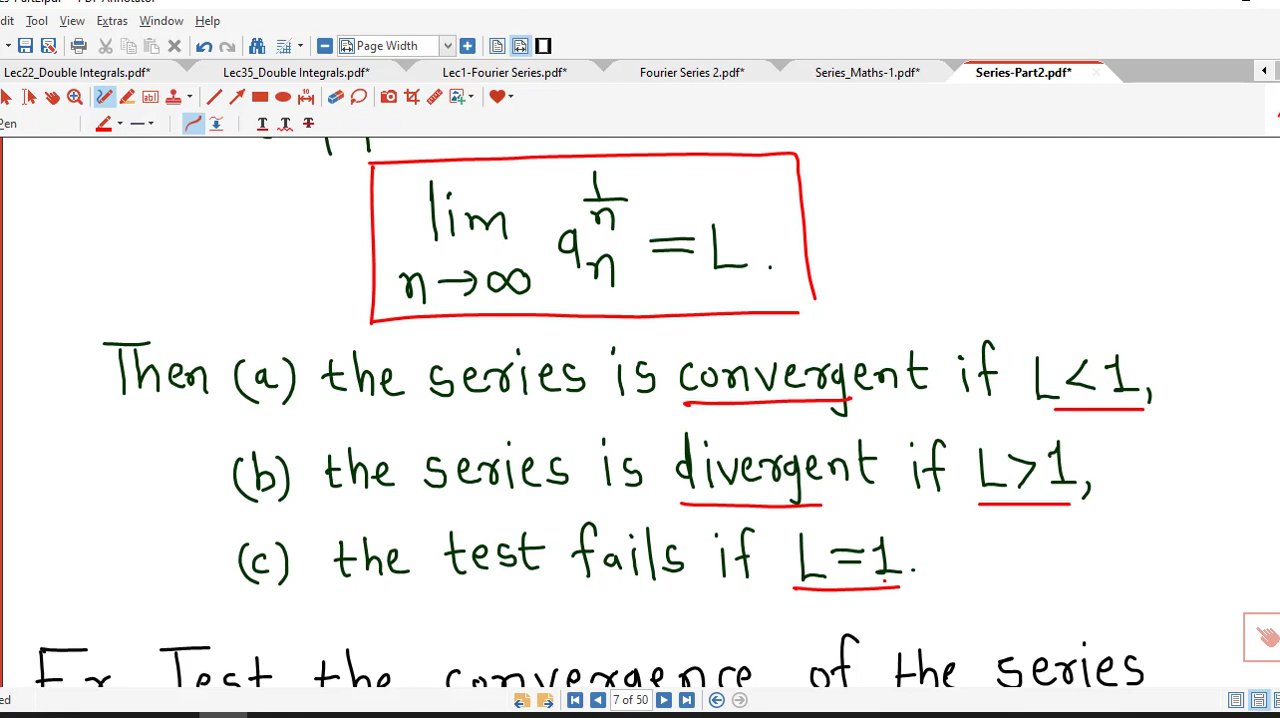 Tool View Extras Window Help
Page Width
Lec22_Double Integrals.pdf* Lec35_Double Integrals.pdf* Lec1-Fourier Series.pdf* Fourier Series 2.pdf* Series_Maths-1.pdf* Series-Part2.pdf*
lim n→∞ a_n^{1/n} = L.
Then (a) the series is convergent if L < 1,
(b) the series is divergent if L > 1,
(c) the test fails if L = 1.
Test the convergence of the series
7 of 50